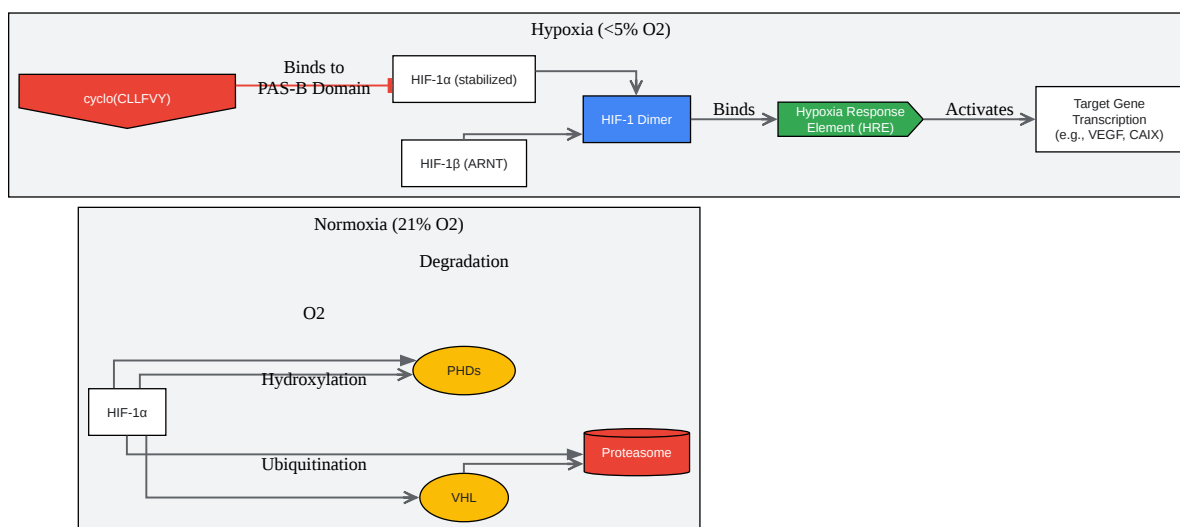 Hypoxia (<5% O2)
cyclo(CLLFVY)
Binds to
PAS-B Domain
HIF-1α (stabilized)
HIF-1β (ARNT)
HIF-1 Dimer
Binds
Hypoxia Response
Element (HRE)
Activates
Target Gene
Transcription
(e.g., VEGF, CAIX)
Normoxia (21% O2)
Degradation
O2
PHDs
Hydroxylation
HIF-1α
Proteasome
Ubiquitination
VHL